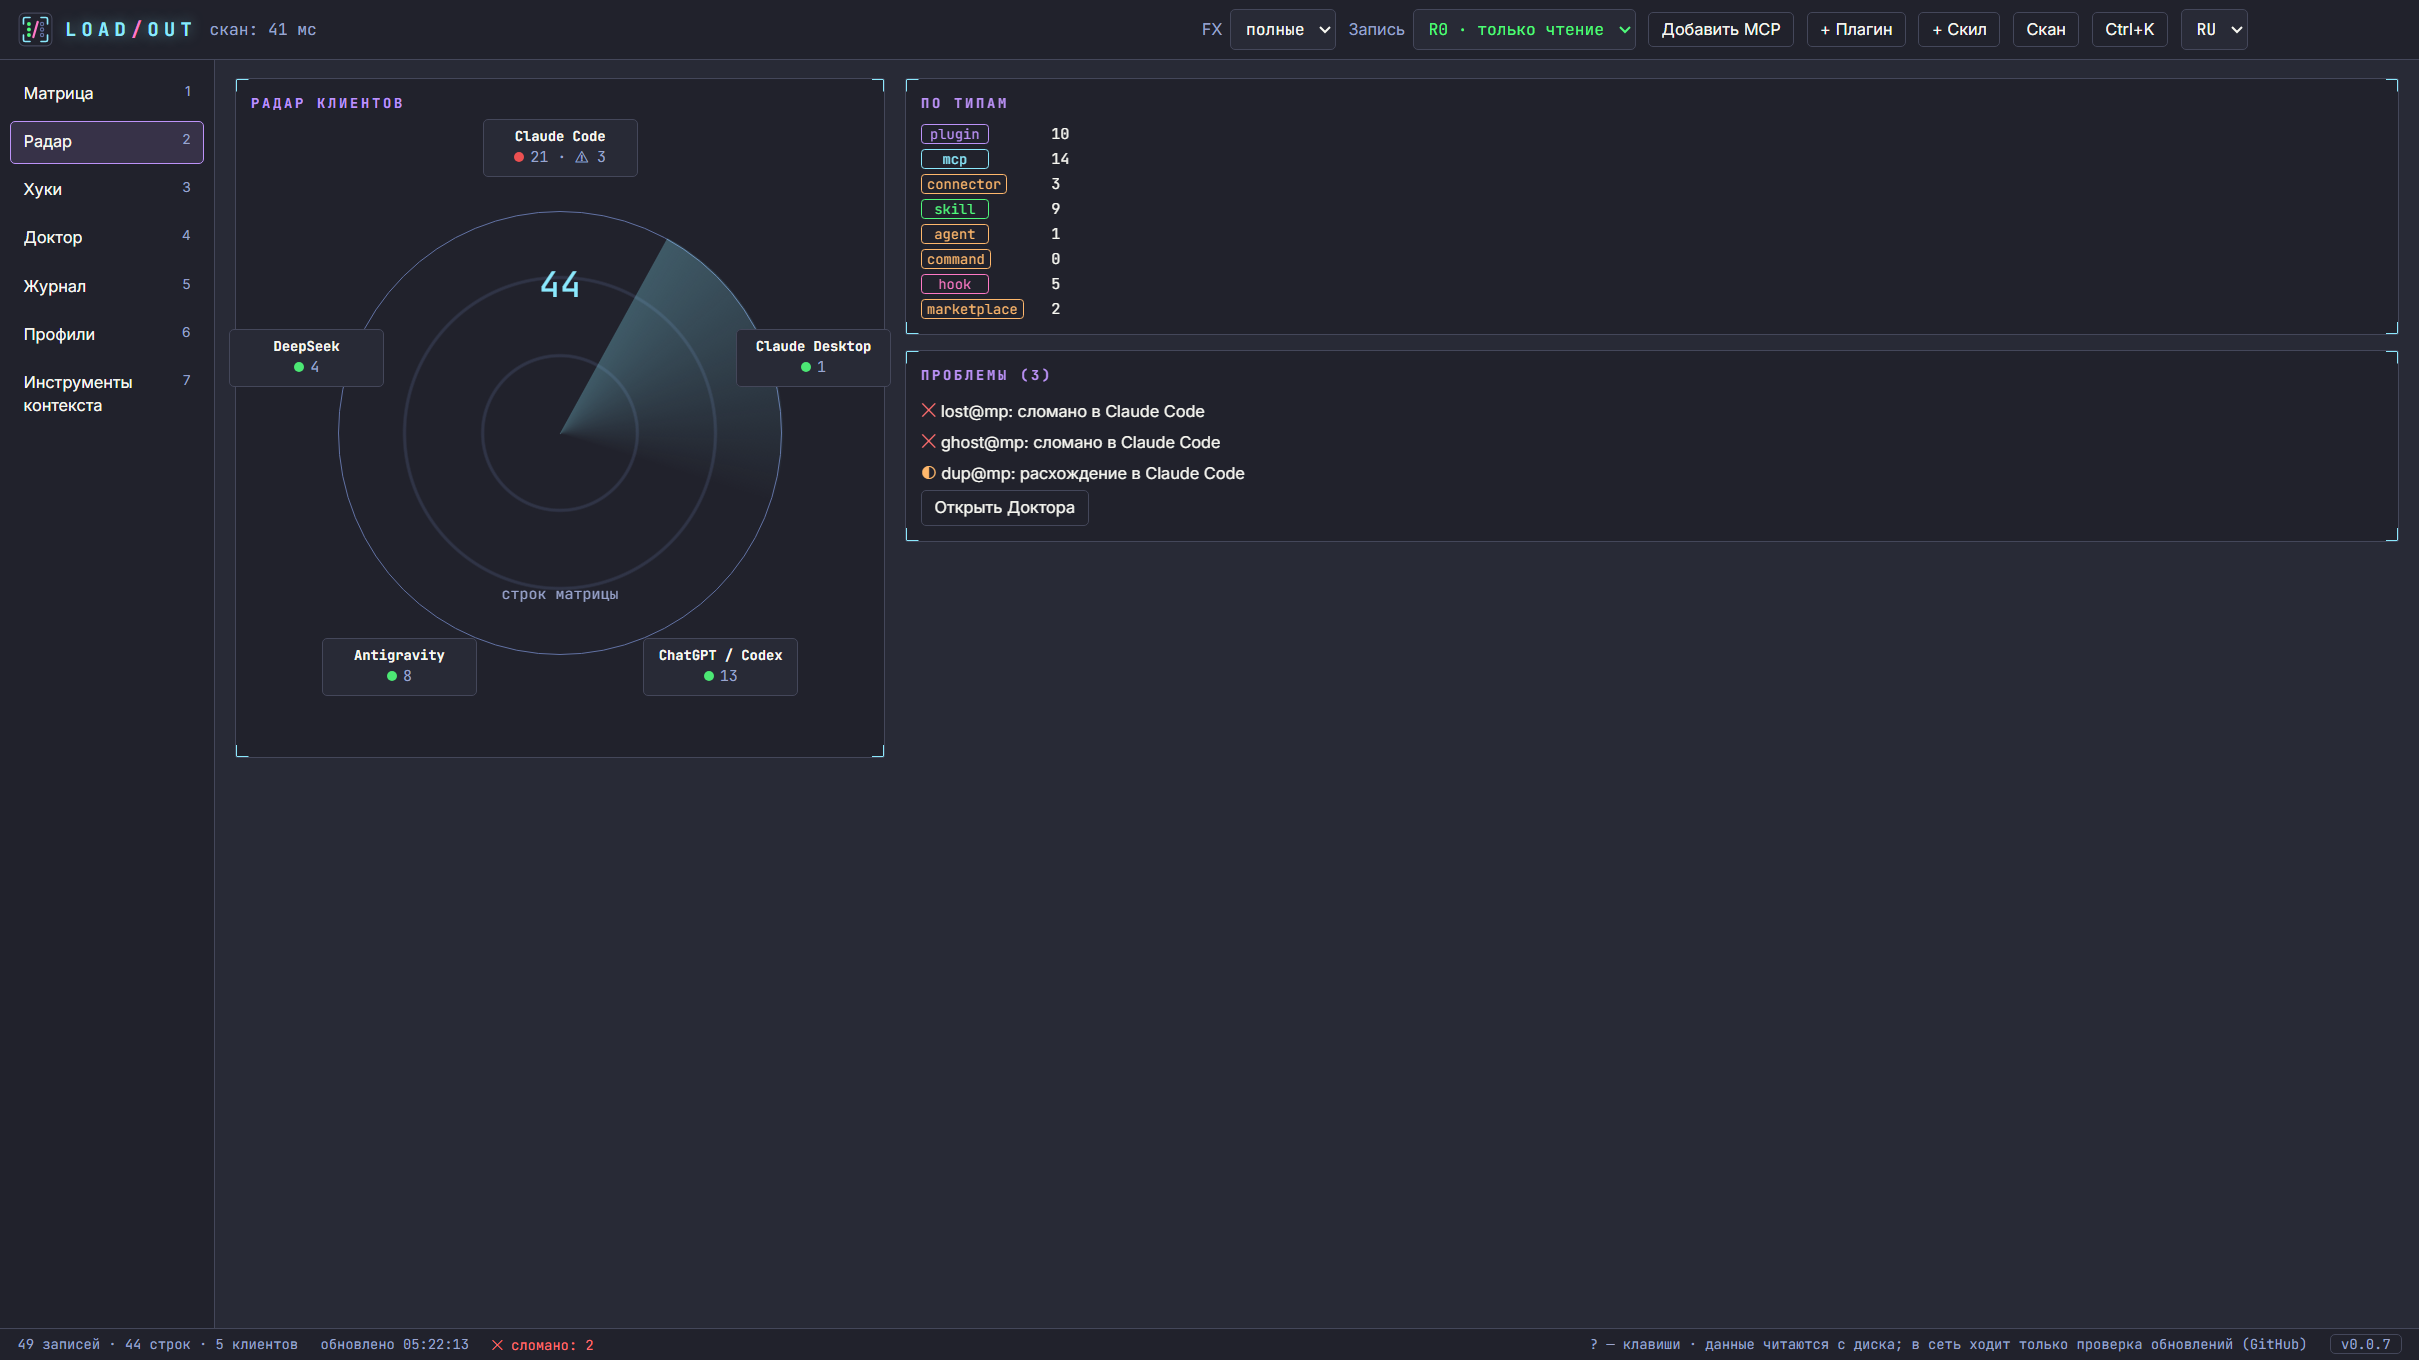 LOAD/OUT скан: 41 мс FX полные Запись R0 · только чтение Добавить MCP + Плагин + Скил Скан Ctrl+K RU
Матрица 1
Радар 2
Хуки 3
Доктор 4
Журнал 5
Профили 6
Инструменты контекста 7
РАДАР КЛИЕНТОВ
Claude Code
21 · ⚠ 3
44
DeepSeek
4
Claude Desktop
1
строк матрицы
Antigravity
8
ChatGPT / Codex
13
ПО ТИПАМ
plugin 10
mcp 14
connector 3
skill 9
agent 1
command 0
hook 5
marketplace 2
ПРОБЛЕМЫ (3)
lost@mp: сломано в Claude Code
ghost@mp: сломано в Claude Code
dup@mp: расхождение в Claude Code
Открыть Доктора
49 записей · 44 строк · 5 клиентов обновлено 05:22:13 сломано: 2 ? — клавиши · данные читаются с диска; в сеть ходит только проверка обновлений (GitHub) v0.0.7